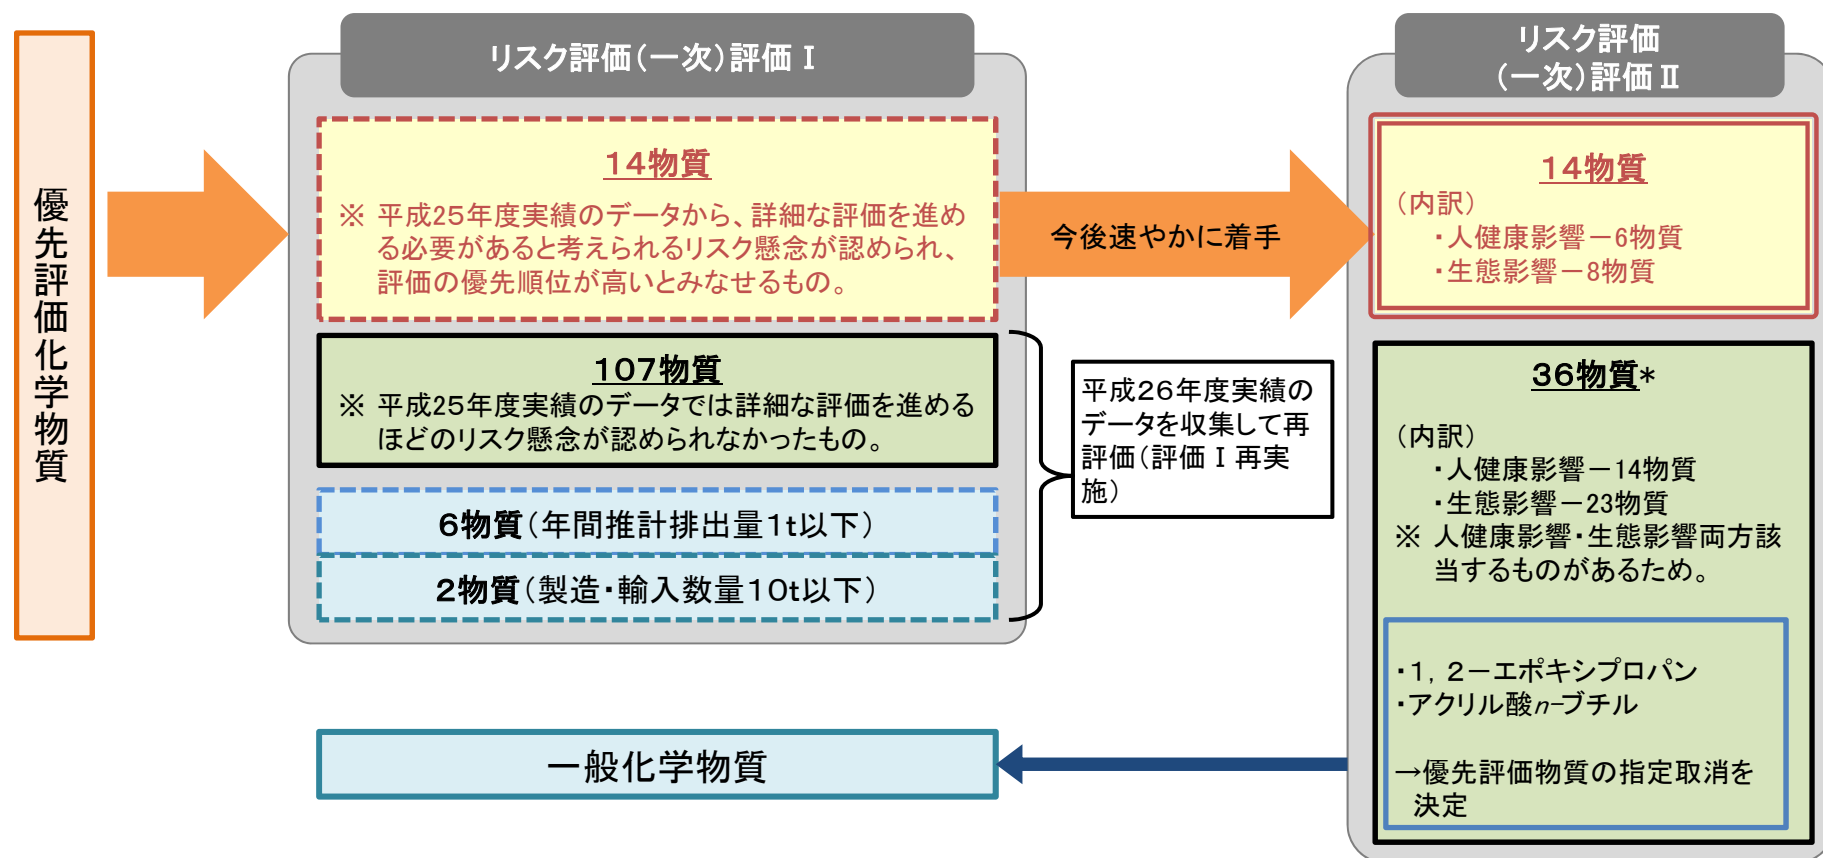 優先評価化学物質
リスク評価(一次)評価Ⅰ
14物質
※ 平成25年度実績のデータから、詳細な評価を進め
る必要があると考えられるリスク懸念が認められ、
評価の優先順位が高いとみなせるもの。
107物質
※ 平成25年度実績のデータでは詳細な評価を進める
ほどのリスク懸念が認められなかったもの。
6物質(年間推計排出量1t以下)
2物質(製造・輸入数量10t以下)
今後速やかに着手
平成26年度実績の
データを収集して再
評価(評価Ⅰ再実
施)
リスク評価
(一次)評価Ⅱ
14物質
(内訳)
・人健康影響－6物質
・生態影響－8物質
36物質*
(内訳)
・人健康影響－14物質
・生態影響－23物質
※ 人健康影響・生態影響両方該
当するものがあるため。
・1，2－エポキシプロパン
・アクリル酸n-ブチル
→優先評価物質の指定取消を
決定
一般化学物質